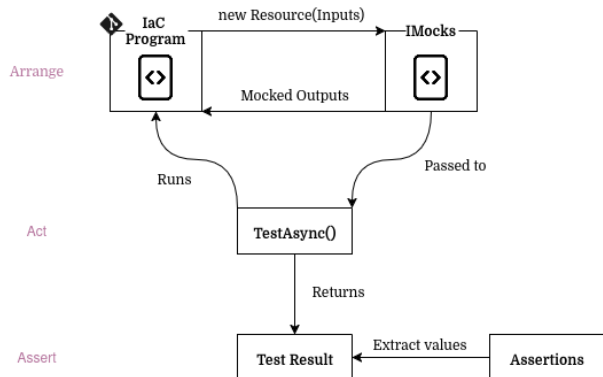 new Resource(Inputs)
IaC
Program
IMocks
Arrange
<>
<>
Mocked Outputs
Runs
Passed to
Act
TestAsync()
Returns
Extract values
Assert
Test Result
Assertions